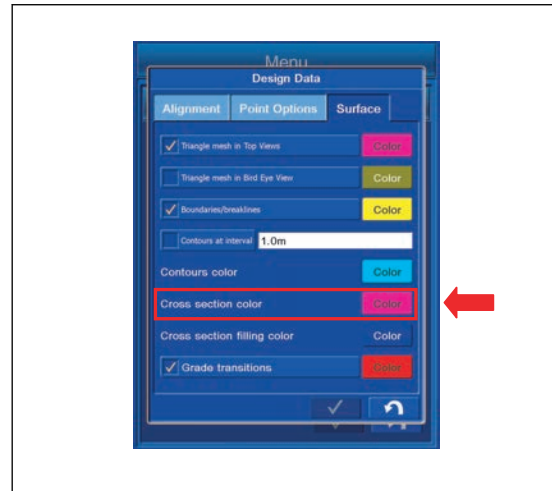 Menu
Design Data
Alignment Point Options Surface
Triangle mesh in Top Views Color
Triangle mesh in Bird Eye View Color
Boundaries/breaklines Color
Contours at interval 1.0m
Contours color Color
Cross section color Color
Cross section filling color Color
Grade transitions Color